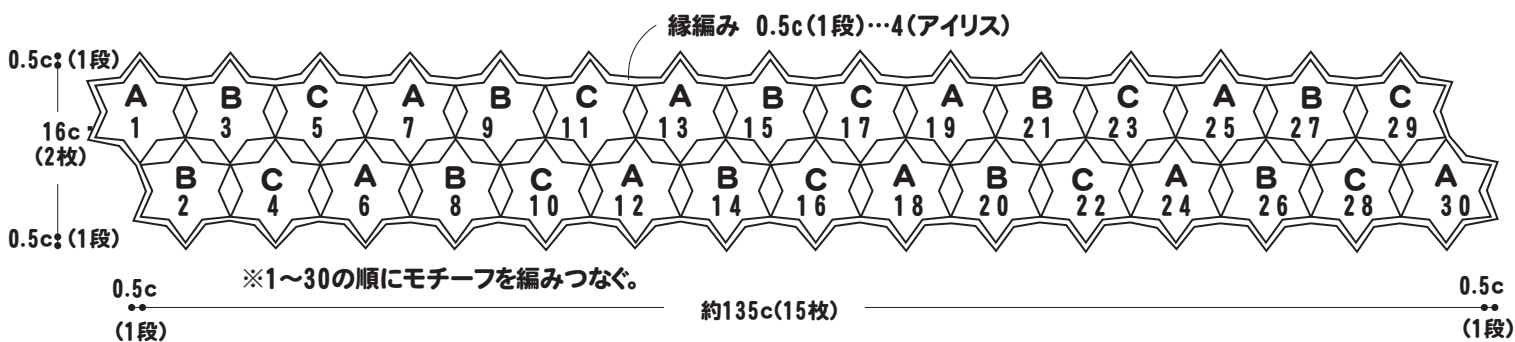 縁編み 0.5c(1段)…4(アイリス)
0.5c (1段)
A B C A B C A B C A B C A B C
1 3 5 7 9 11 13 15 17 19 21 23 25 27 29
16c
(2枚)
B C A B C A B C A B C A B C A
2 4 6 8 10 12 14 16 18 20 22 24 26 28 30
0.5c (1段)
※1〜30の順にモチーフを編みつなぐ。
0.5c
(1段)
約135c(15枚)
0.5c
(1段)